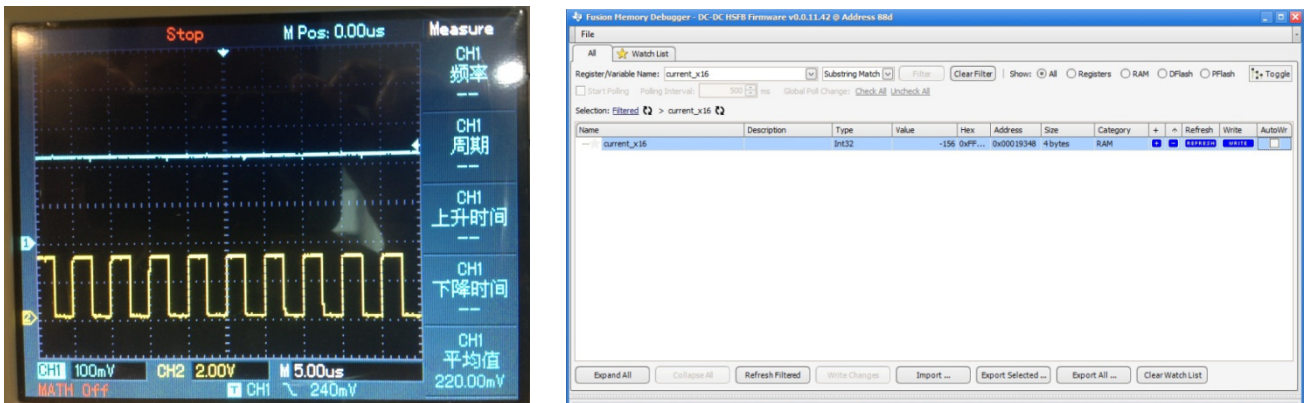 Stop
M Pos: 0.00us
Measure
CH1
频率
--
CH1
周期
--
CH1
上升时间
--
CH1
下降时间
--
CH1
平均值
220.00mV
1
2
CH1 100mV CH2 2.00V M 5.00us
MATH Off T CH1 240mV
Fusion Memory Debugger - DC-DC HSFB Firmware v0.0.11.42 @ Address 88d
File
All Watch List
Register/Variable Name: current_x16 Substring Match Filter Clear Filter Show: All Registers RAM DFlash PFlash Toggle
Start Polling Polling Interval: 500 ms Global Poll Change: Check All Uncheck All
Selection: Filtered > current_x16
Name Description Type Value Hex Address Size Category + Refresh Write AutoWr
current_x16 Int32 -156 0xFF... 0x00019348 4 bytes RAM + - REFRESH WRITE
Expand All Collapse All Refresh Filtered Write Changes Import ... Export Selected ... Export All ... Clear Watch List